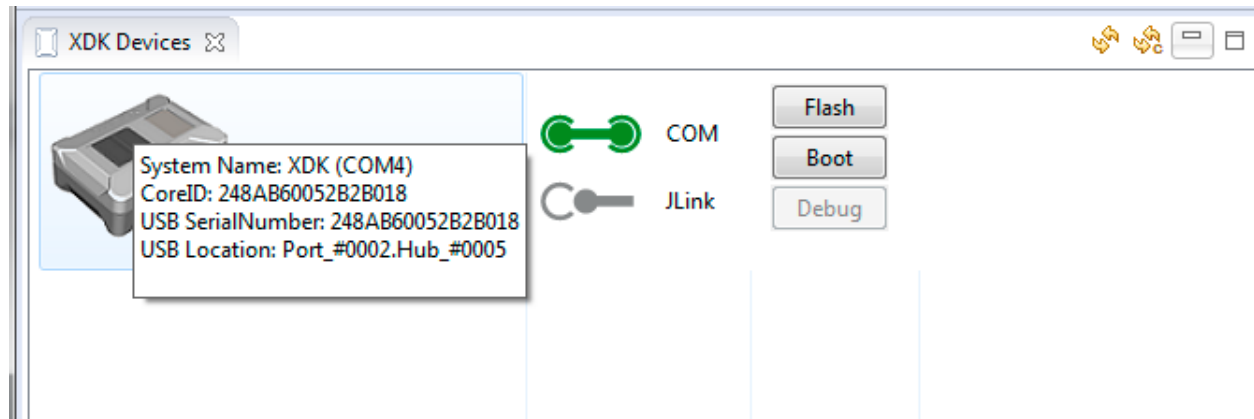 XDK Devices
COM
Flash
Boot
JLink
Debug
System Name: XDK (COM4)
CoreID: 248AB60052B2B018
USB SerialNumber: 248AB60052B2B018
USB Location: Port_#0002.Hub_#0005